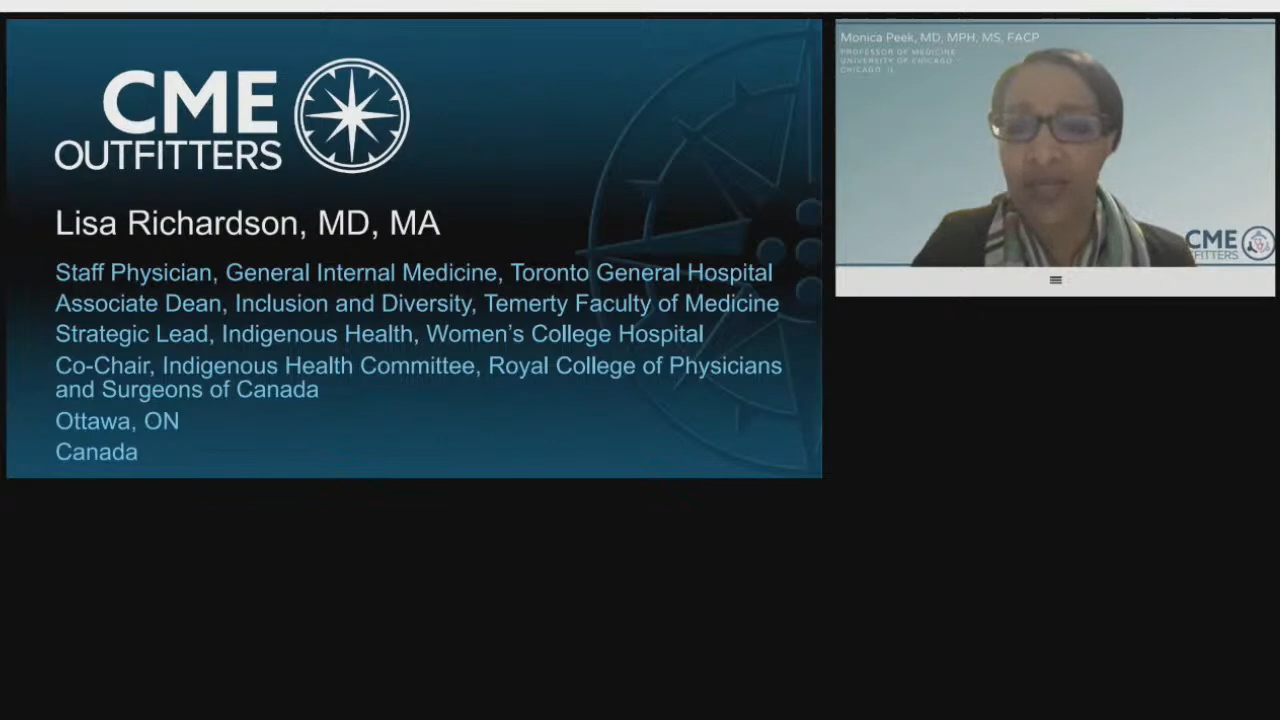 CME
OUTFITTERS
Lisa Richardson, MD, MA
Staff Physician, General Internal Medicine, Toronto General Hospital
Associate Dean, Inclusion and Diversity, Temerty Faculty of Medicine
Strategic Lead, Indigenous Health, Women's College Hospital
Co-Chair, Indigenous Health Committee, Royal College of Physicians
and Surgeons of Canada
Ottawa, ON
Canada
Monica Peek, MD, MPH, MS, FACP
PROFESSOR OF MEDICINE
UNIVERSITY OF CHICAGO
CHICAGO IL
CME
TFITTERS